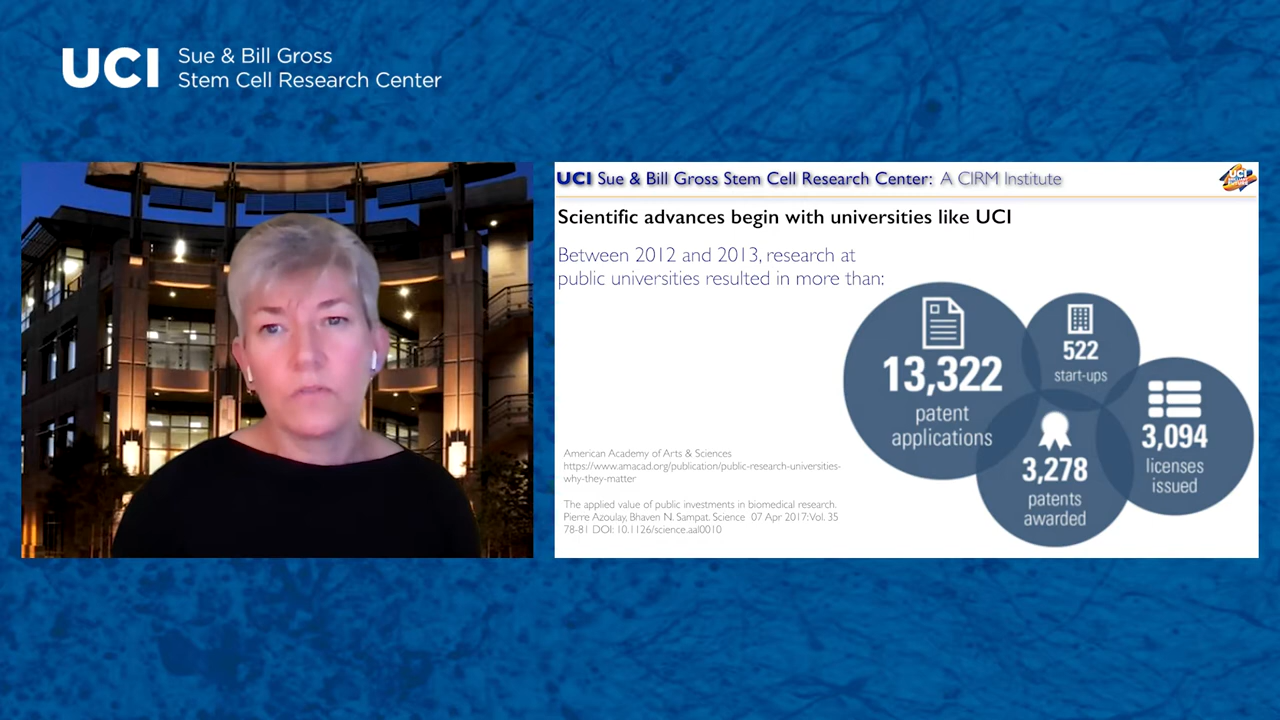 UCI
Sue & Bill Gross
Stem Cell Research Center
UCI Sue & Bill Gross Stem Cell Research Center: A CIRM Institute
UCI
Scientific advances begin with universities like UCI
Between 2012 and 2013, research at
public universities resulted in more than:
13,322
patent
applications
522
start-ups
3,094
licenses
issued
3,278
patents
awarded
American Academy of Arts & Sciences
https://www.amacad.org/publication/public-research-universities-
why-they-matter
The applied value of public investments in biomedical research.
Pierre Azoulay, Bhaven N. Sampat. Science 07 Apr 2017:Vol. 35
78-81 DOI: 10.1126/science.aal0010